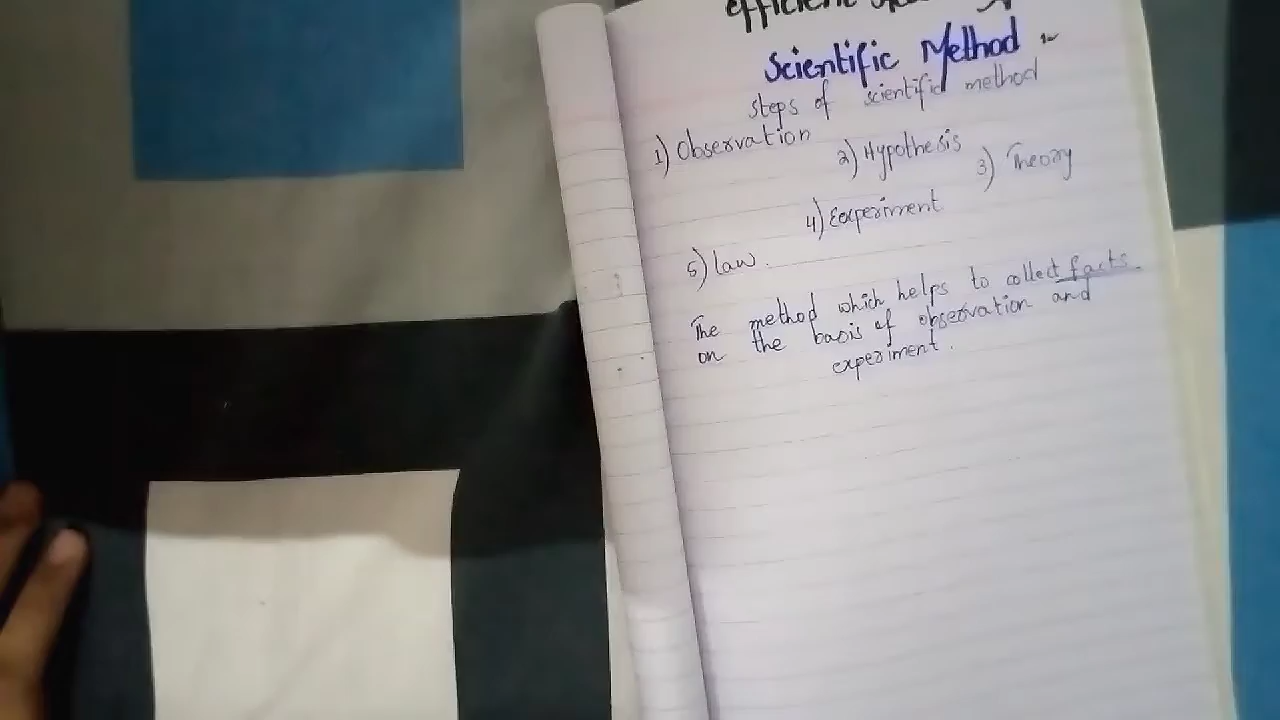 efficient
Scientific Method :-
steps of scientific method
1) Observation 2) Hypothesis 3) Theory
4) Experiment
5) law.
The method which helps to collect facts
on the basis of observation and
experiment.